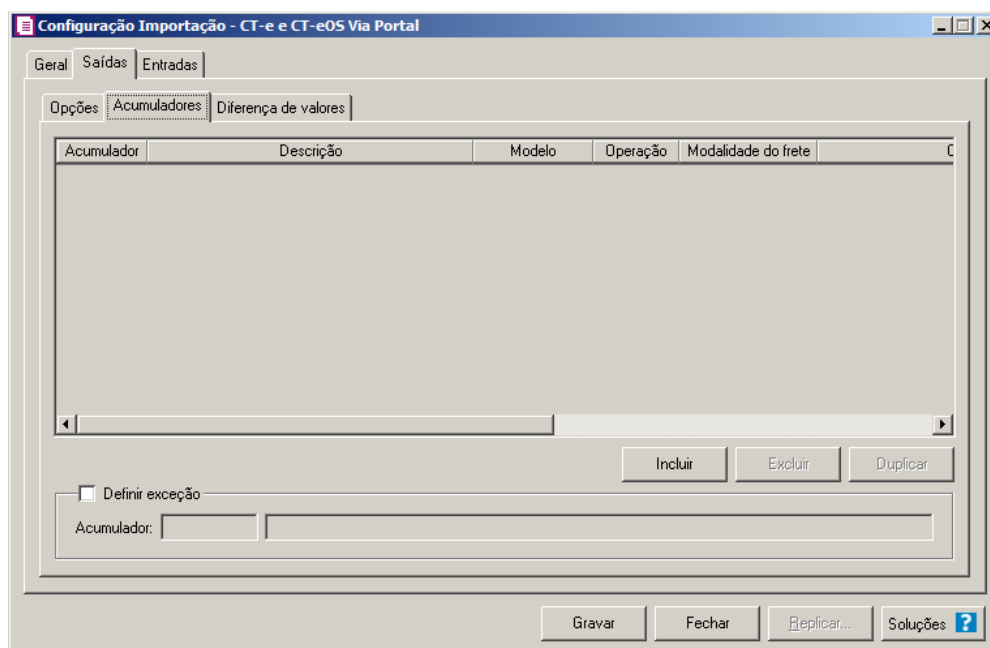 Configuração Importação - CT-e e CT-eOS Via Portal
Geral Saídas Entradas
Opções Acumuladores Diferença de valores
Acumulador Descrição Modelo Operação Modalidade do frete
Incluir Excluir Duplicar
Definir exceção
Acumulador:
Gravar Fechar Replicar... Soluções ?